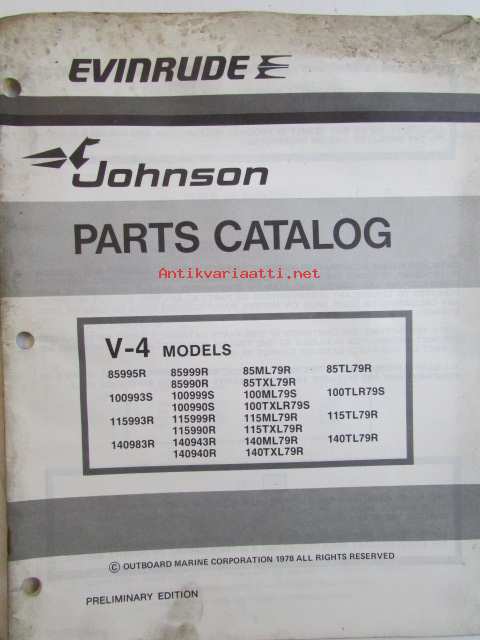 EVINRUDE
Johnson
PARTS CATALOG
Antikvariaatti.net
V-4 MODELS
85995R 85999R 85ML79R 85TL79R
85990R 85TXL79R
100993S 100999S 100ML79S 100TLR79S
100990S 100TXLR79S
115993R 115999R 115ML79R 115TL79R
115990R 115TXL79R
140983R 140943R 140ML79R 140TL79R
140940R 140TXL79R
© OUTBOARD MARINE CORPORATION 1978 ALL RIGHTS RESERVED
PRELIMINARY EDITION